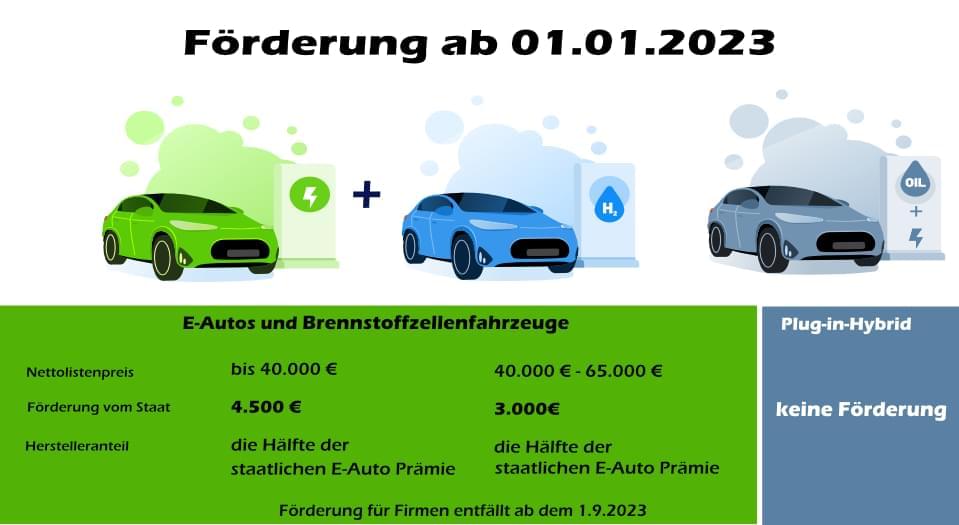 Förderung ab 01.01.2023
+
H₂
OIL
+
E-Autos und Brennstoffzellenfahrzeuge
Plug-in-Hybrid
Nettolistenpreis bis 40.000 € 40.000 € - 65.000 €
Förderung vom Staat 4.500 € 3.000€ keine Förderung
Herstelleranteil die Hälfte der die Hälfte der
staatlichen E-Auto Prämie staatlichen E-Auto Prämie
Förderung für Firmen entfällt ab dem 1.9.2023